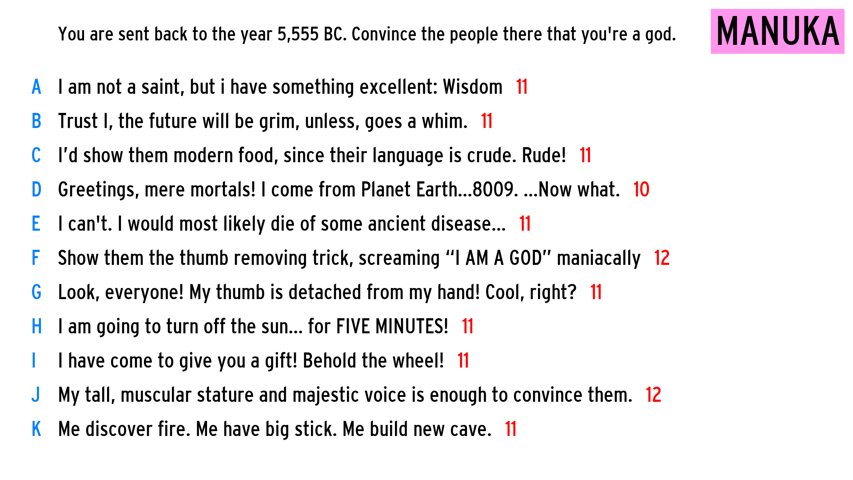 You are sent back to the year 5,555 BC. Convince the people there that you're a god.
MANUKA
A I am not a saint, but i have something excellent: Wisdom 11
B Trust I, the future will be grim, unless, goes a whim. 11
C I'd show them modern food, since their language is crude. Rude! 11
D Greetings, mere mortals! I come from Planet Earth...8009. ...Now what. 10
E I can't. I would most likely die of some ancient disease... 11
F Show them the thumb removing trick, screaming “I AM A GOD” maniacally 12
G Look, everyone! My thumb is detached from my hand! Cool, right? 11
H I am going to turn off the sun... for FIVE MINUTES! 11
I I have come to give you a gift! Behold the wheel! 11
J My tall, muscular stature and majestic voice is enough to convince them. 12
K Me discover fire. Me have big stick. Me build new cave. 11